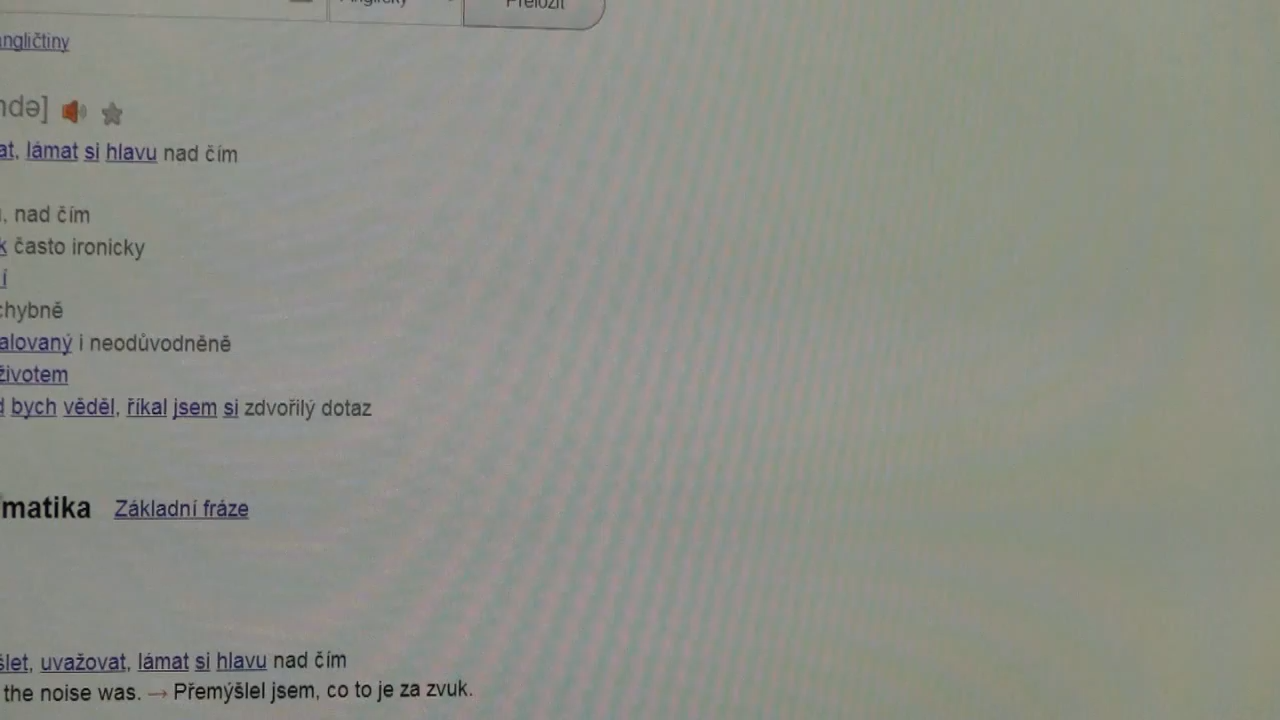 Anglicky Přeložit
angličtiny
ndə]
at, lámat si hlavu nad čím
, nad čím
k často ironicky
í
chybně
alovaný i neodůvodněně
životem
d bych věděl, říkal jsem si zdvořilý dotaz
matika Základní fráze
šlet, uvažovat, lámat si hlavu nad čím
the noise was. → Přemýšlel jsem, co to je za zvuk.